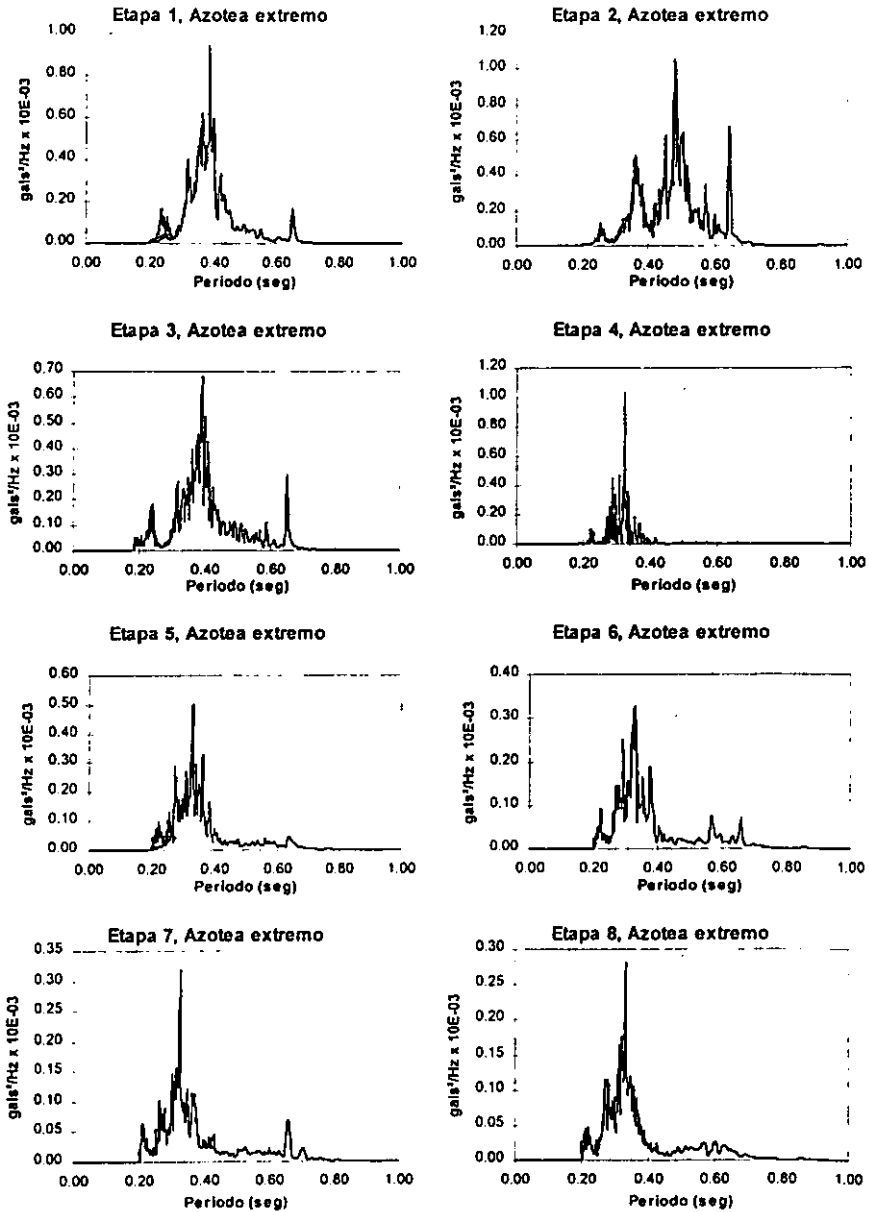 Etapa 1, Azotea extremo
gals²/Hz x 10E-03
1.00
0.80
0.60
0.40
0.20
0.00
0.00 0.20 0.40 0.60 0.80 1.00
Periodo (seg)
Etapa 2, Azotea extremo
gals²/Hz x 10E-03
1.20
1.00
0.80
0.60
0.40
0.20
0.00
0.00 0.20 0.40 0.60 0.80 1.00
Periodo (seg)
Etapa 3, Azotea extremo
gals²/Hz x 10E-03
0.70
0.60
0.50
0.40
0.30
0.20
0.10
0.00
0.00 0.20 0.40 0.60 0.80 1.00
Periodo (seg)
Etapa 4, Azotea extremo
gals²/Hz x 10E-03
1.20
1.00
0.80
0.60
0.40
0.20
0.00
0.00 0.20 0.40 0.60 0.80 1.00
Periodo (seg)
Etapa 5, Azotea extremo
gals²/Hz x 10E-03
0.60
0.50
0.40
0.30
0.20
0.10
0.00
0.00 0.20 0.40 0.60 0.80 1.00
Periodo (seg)
Etapa 6, Azotea extremo
gals²/Hz x 10E-03
0.40
0.30
0.20
0.10
0.00
0.00 0.20 0.40 0.60 0.80 1.00
Periodo (seg)
Etapa 7, Azotea extremo
gals²/Hz x 10E-03
0.35
0.30
0.25
0.20
0.15
0.10
0.05
0.00
0.00 0.20 0.40 0.60 0.80 1.00
Periodo (seg)
Etapa 8, Azotea extremo
gals²/Hz x 10E-03
0.30
0.25
0.20
0.15
0.10
0.05
0.00
0.00 0.20 0.40 0.60 0.80 1.00
Periodo (seg)